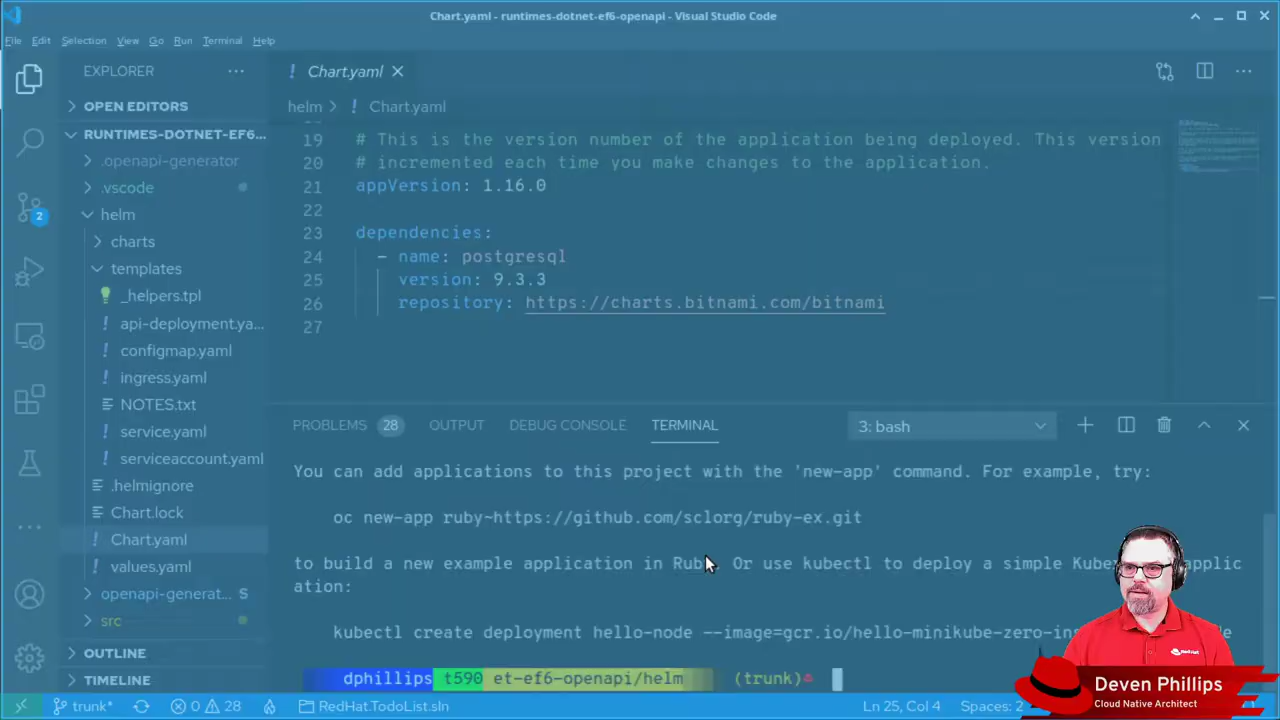 Chart.yaml - runtimes-dotnet-ef6-openapi - Visual Studio Code
File Edit Selection View Go Run Terminal Help
EXPLORER
OPEN EDITORS
RUNTIMES-DOTNET-EF6...
.openapi-generator
.vscode
helm
charts
templates
_helpers.tpl
api-deployment.ya...
configmap.yaml
ingress.yaml
NOTES.txt
service.yaml
serviceaccount.yaml
.helmignore
Chart.lock
Chart.yaml
values.yaml
openapi-generat... S
src
OUTLINE
TIMELINE
2
! Chart.yaml
helm > ! Chart.yaml
19 # This is the version number of the application being deployed. This version
20 # incremented each time you make changes to the application.
21 appVersion: 1.16.0
22
23 dependencies:
24 - name: postgresql
25 version: 9.3.3
26 repository: https://charts.bitnami.com/bitnami
27
PROBLEMS 28 OUTPUT DEBUG CONSOLE TERMINAL 3: bash
You can add applications to this project with the 'new-app' command. For example, try:
oc new-app ruby~https://github.com/sclorg/ruby-ex.git
to build a new example application in Ruby. Or use kubectl to deploy a simple Kube applic
ation:
kubectl create deployment hello-node --image=gcr.io/hello-minikube-zero-ins de
dphillips t590 et-ef6-openapi/helm (trunk)
Red Hat
Deven Phillips
Cloud Native Architect
trunk* 0 28 RedHat.TodoList.sln Ln 25, Col 4 Spaces: 2